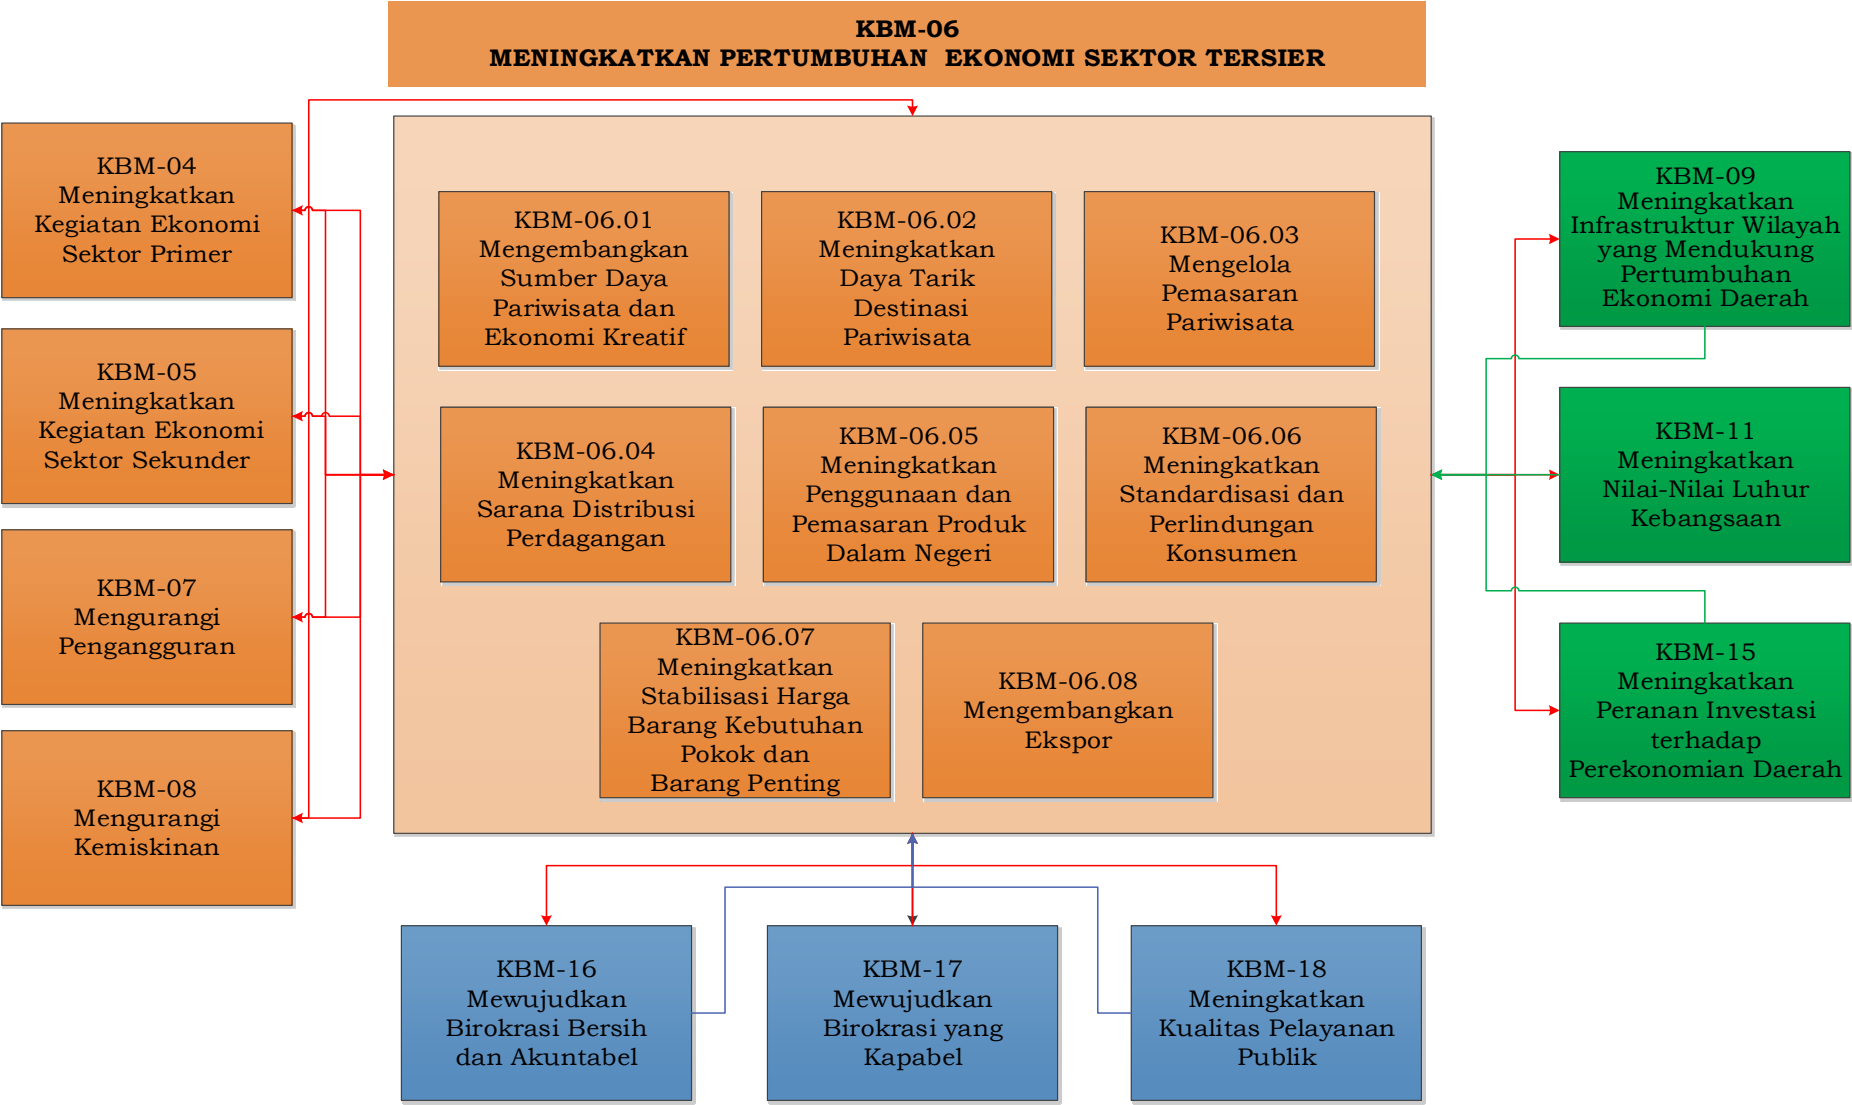 KBM-06
MENINGKATKAN PERTUMBUHAN EKONOMI SEKTOR TERSIER
KBM-04
Meningkatkan
Kegiatan Ekonomi
Sektor Primer
KBM-05
Meningkatkan
Kegiatan Ekonomi
Sektor Sekunder
KBM-07
Mengurangi
Pengangguran
KBM-08
Mengurangi
Kemiskinan
KBM-06.01
Mengembangkan
Sumber Daya
Pariwisata dan
Ekonomi Kreatif
KBM-06.02
Meningkatkan
Daya Tarik
Destinasi
Pariwisata
KBM-06.03
Mengelola
Pemasaran
Pariwisata
KBM-06.04
Meningkatkan
Sarana Distribusi
Perdagangan
KBM-06.05
Meningkatkan
Penggunaan dan
Pemasaran Produk
Dalam Negeri
KBM-06.06
Meningkatkan
Standardisasi dan
Perlindungan
Konsumen
KBM-06.07
Meningkatkan
Stabilisasi Harga
Barang Kebutuhan
Pokok dan
Barang Penting
KBM-06.08
Mengembangkan
Ekspor
KBM-09
Meningkatkan
Infrastruktur Wilayah
yang Mendukung
Pertumbuhan
Ekonomi Daerah
KBM-11
Meningkatkan
Nilai-Nilai Luhur
Kebangsaan
KBM-15
Meningkatkan
Peranan Investasi
terhadap
Perekonomian Daerah
KBM-16
Mewujudkan
Birokrasi Bersih
dan Akuntabel
KBM-17
Mewujudkan
Birokrasi yang
Kapabel
KBM-18
Meningkatkan
Kualitas Pelayanan
Publik